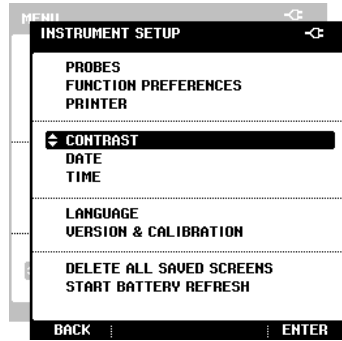 MENU
INSTRUMENT SETUP
PROBES
FUNCTION PREFERENCES
PRINTER
CONTRAST
DATE
TIME
LANGUAGE
VERSION & CALIBRATION
DELETE ALL SAVED SCREENS
START BATTERY REFRESH
BACK ENTER